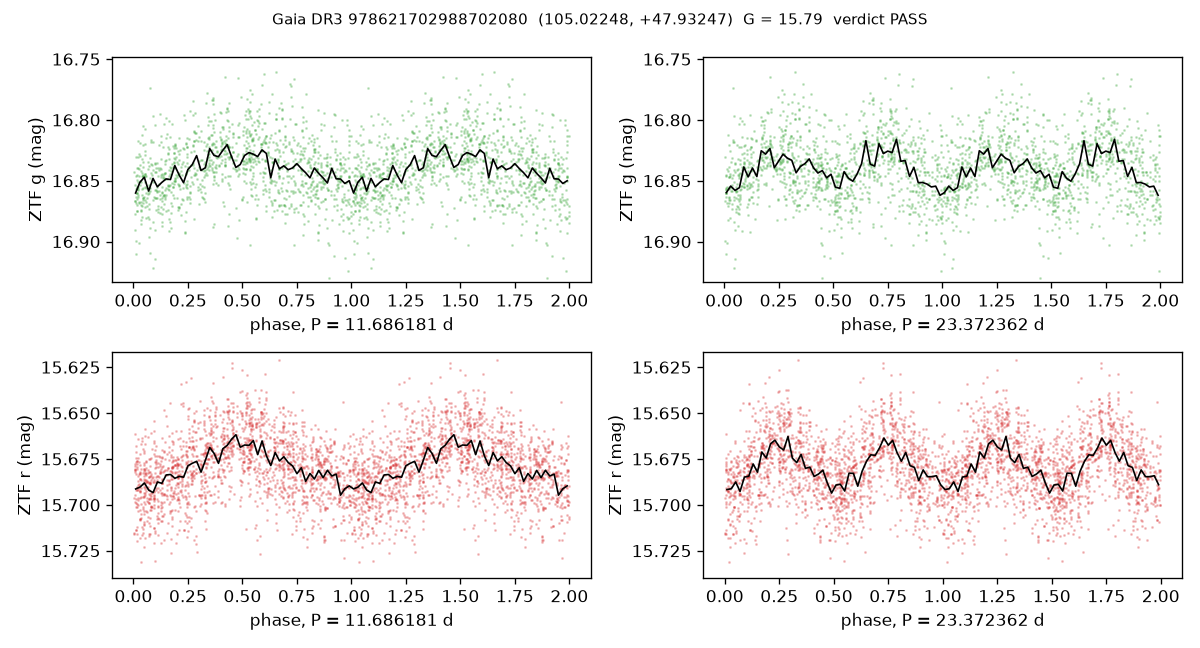 Gaia DR3 978621702988702080 (105.02248, +47.93247) G = 15.79 verdict PASS
16.75
16.80
16.85
16.90
ZTF g (mag)
0.00 0.25 0.50 0.75 1.00 1.25 1.50 1.75 2.00
phase, P = 11.686181 d
16.75
16.80
16.85
16.90
ZTF g (mag)
0.00 0.25 0.50 0.75 1.00 1.25 1.50 1.75 2.00
phase, P = 23.372362 d
15.625
15.650
15.675
15.700
15.725
ZTF r (mag)
0.00 0.25 0.50 0.75 1.00 1.25 1.50 1.75 2.00
phase, P = 11.686181 d
15.625
15.650
15.675
15.700
15.725
ZTF r (mag)
0.00 0.25 0.50 0.75 1.00 1.25 1.50 1.75 2.00
phase, P = 23.372362 d